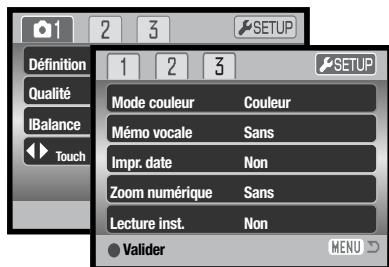 1 2 3 SETUP
Définition
Qualité
IBalance
Touch
1 2 3 SETUP
Mode couleur Couleur
Mémo vocale Sans
Impr. date Non
Zoom numérique Sans
Lecture inst. Non
Valider MENU